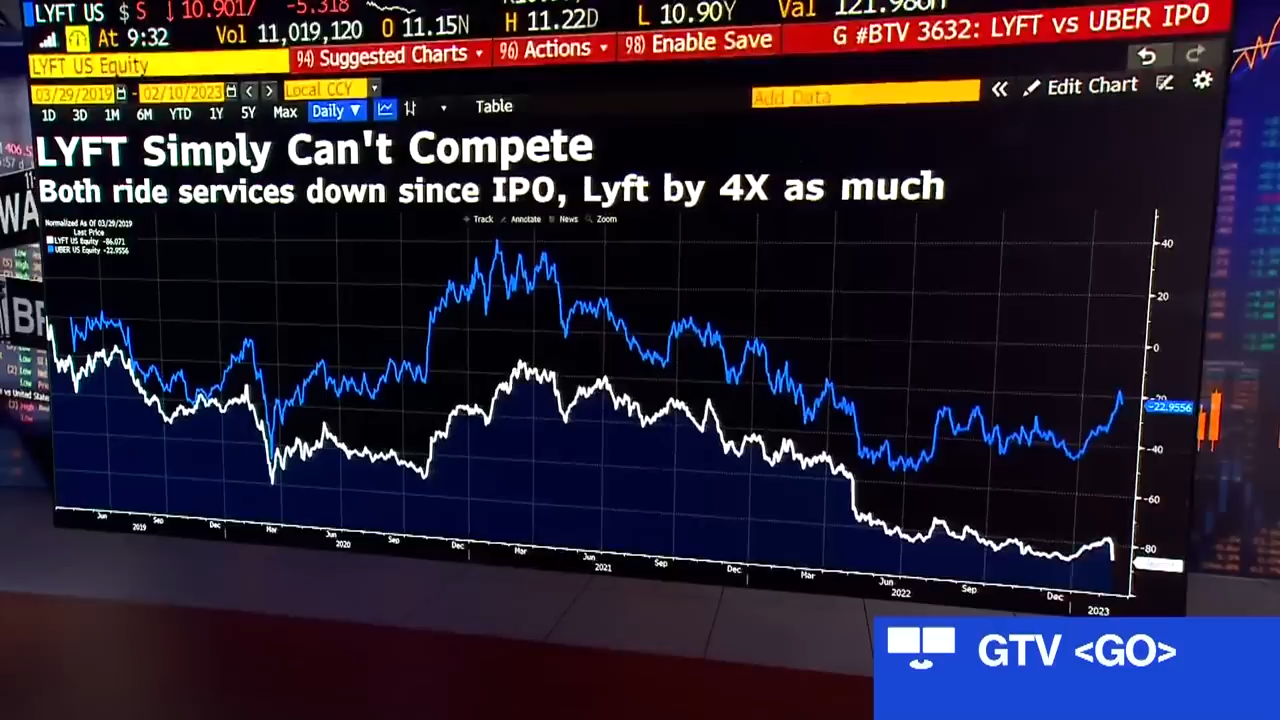 LYFT US $ S ↓ 10.9017 -5.318
At 9:32 Vol 11,019,120 O 11.15N H 11.22D L 10.90Y Val
LYFT US Equity 94) Suggested Charts 96) Actions 98) Enable Save G #BTV 3632: LYFT vs UBER IPO
03/29/2019 - 02/10/2023 Local CCY Add Data « Edit Chart
1D 3D 1M 6M YTD 1Y 5Y Max Daily ▼ Table
LYFT Simply Can't Compete
Both ride services down since IPO, Lyft by 4X as much
Track Annotate News Zoom
Normalized As Of 03/29/2019
Last Price
LYFT US Equity -86.071
UBER US Equity -22.9556
40
20
0
-20
-22.9556
-40
-60
-80
Jun Sep Dec Mar Jun Sep Dec Mar Jun Sep Dec Mar Jun Sep Dec
2019 2020 2021 2022 2023
GTV <GO>